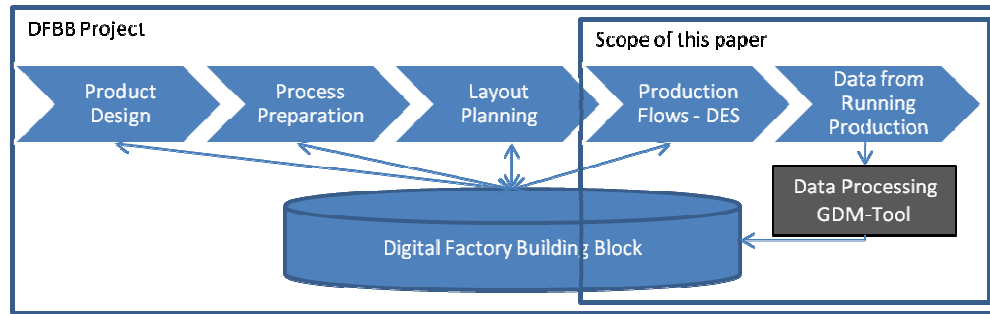 DFBB Project
Scope of this paper
Product
Design
Process
Preparation
Layout
Planning
Production
Flows - DES
Data from
Running
Production
Data Processing
GDM-Tool
Digital Factory Building Block